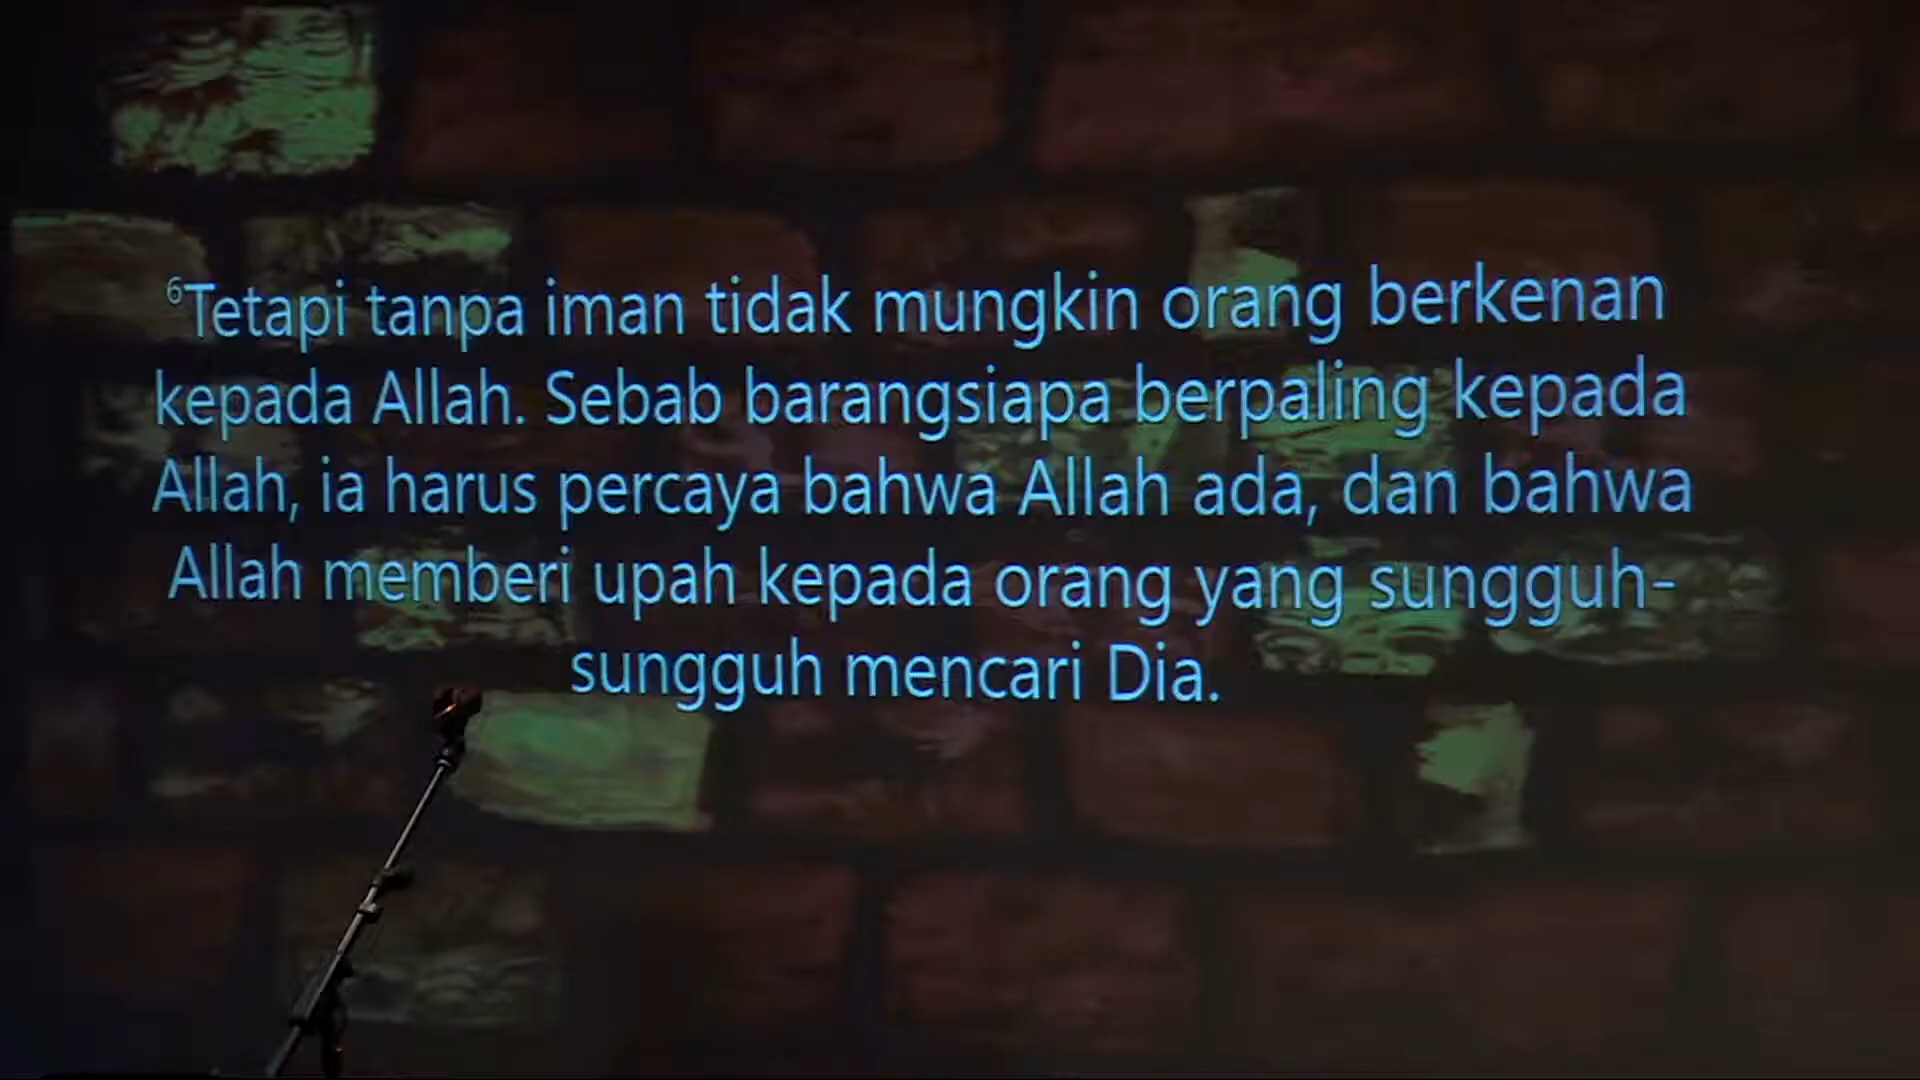 ⁶Tetapi tanpa iman tidak mungkin orang berkenan
kepada Allah. Sebab barangsiapa berpaling kepada
Allah, ia harus percaya bahwa Allah ada, dan bahwa
Allah memberi upah kepada orang yang sungguh-
sungguh mencari Dia.